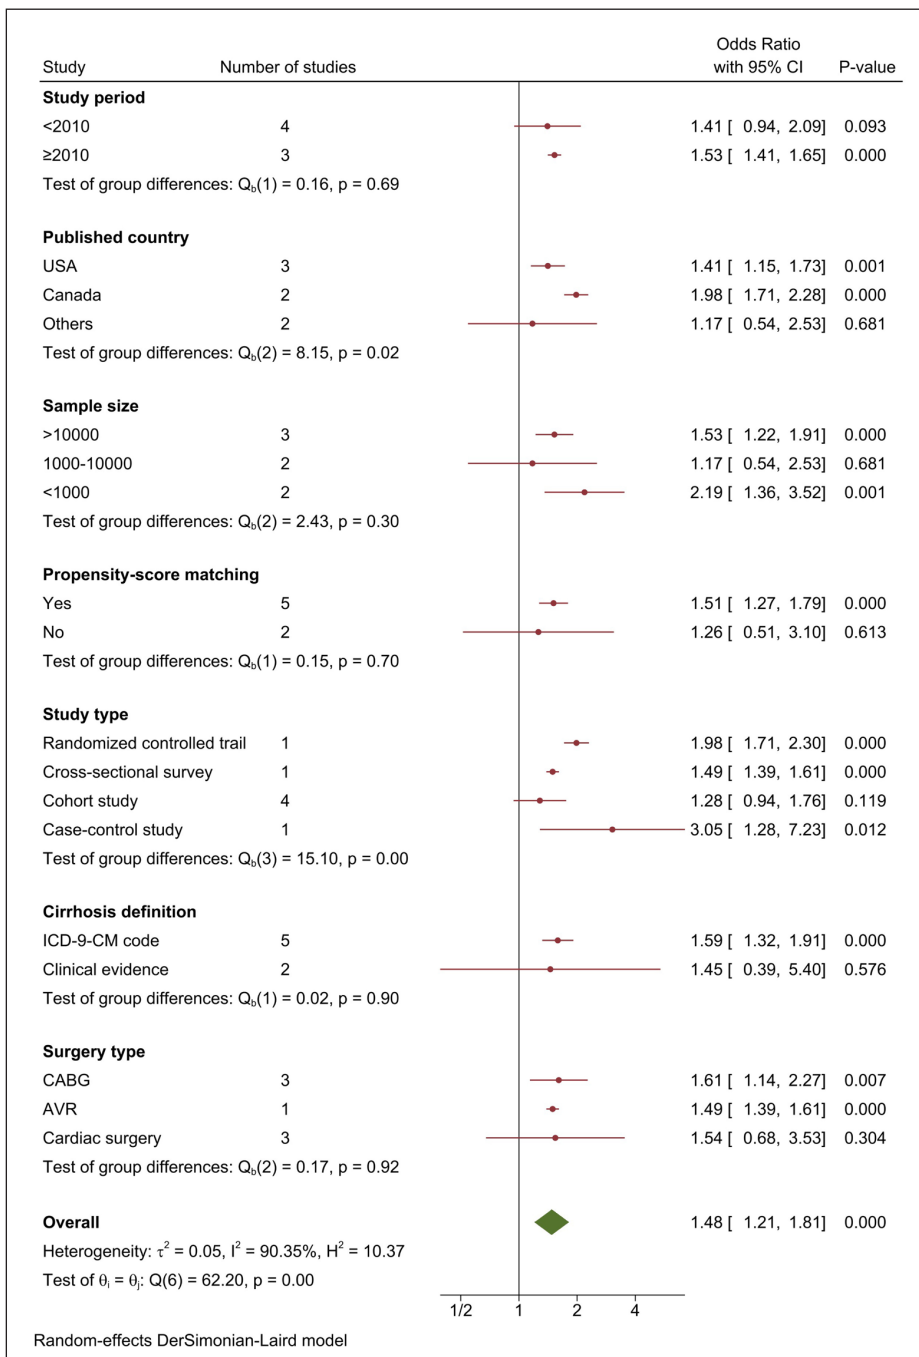 Odds Ratio
Study Number of studies with 95% CI P-value
Study period
<2010 4 1.41 [ 0.94, 2.09] 0.093
≥2010 3 1.53 [ 1.41, 1.65] 0.000
Test of group differences: Qb(1) = 0.16, p = 0.69
Published country
USA 3 1.41 [ 1.15, 1.73] 0.001
Canada 2 1.98 [ 1.71, 2.28] 0.000
Others 2 1.17 [ 0.54, 2.53] 0.681
Test of group differences: Qb(2) = 8.15, p = 0.02
Sample size
>10000 3 1.53 [ 1.22, 1.91] 0.000
1000-10000 2 1.17 [ 0.54, 2.53] 0.681
<1000 2 2.19 [ 1.36, 3.52] 0.001
Test of group differences: Qb(2) = 2.43, p = 0.30
Propensity-score matching
Yes 5 1.51 [ 1.27, 1.79] 0.000
No 2 1.26 [ 0.51, 3.10] 0.613
Test of group differences: Qb(1) = 0.15, p = 0.70
Study type
Randomized controlled trail 1 1.98 [ 1.71, 2.30] 0.000
Cross-sectional survey 1 1.49 [ 1.39, 1.61] 0.000
Cohort study 4 1.28 [ 0.94, 1.76] 0.119
Case-control study 1 3.05 [ 1.28, 7.23] 0.012
Test of group differences: Qb(3) = 15.10, p = 0.00
Cirrhosis definition
ICD-9-CM code 5 1.59 [ 1.32, 1.91] 0.000
Clinical evidence 2 1.45 [ 0.39, 5.40] 0.576
Test of group differences: Qb(1) = 0.02, p = 0.90
Surgery type
CABG 3 1.61 [ 1.14, 2.27] 0.007
AVR 1 1.49 [ 1.39, 1.61] 0.000
Cardiac surgery 3 1.54 [ 0.68, 3.53] 0.304
Test of group differences: Qb(2) = 0.17, p = 0.92
Overall 1.48 [ 1.21, 1.81] 0.000
Heterogeneity: τ² = 0.05, I² = 90.35%, H² = 10.37
Test of θi = θj: Q(6) = 62.20, p = 0.00
1/2 1 2 4
Random-effects DerSimonian-Laird model